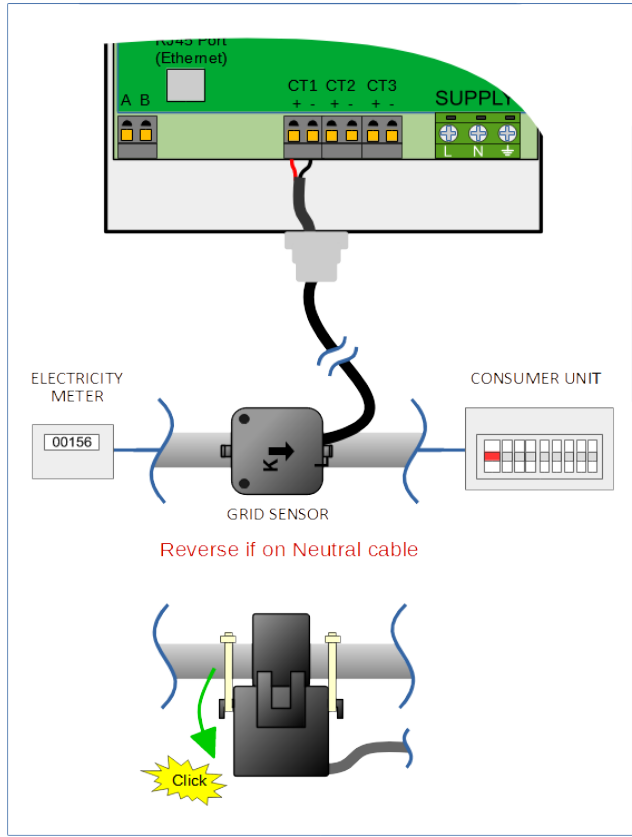 RJ45 Port
(Ethernet)
CT1 CT2 CT3
A B + - + - + - SUPPLY
L N
ELECTRICITY
METER
CONSUMER UNIT
00156
K
GRID SENSOR
Reverse if on Neutral cable
Click